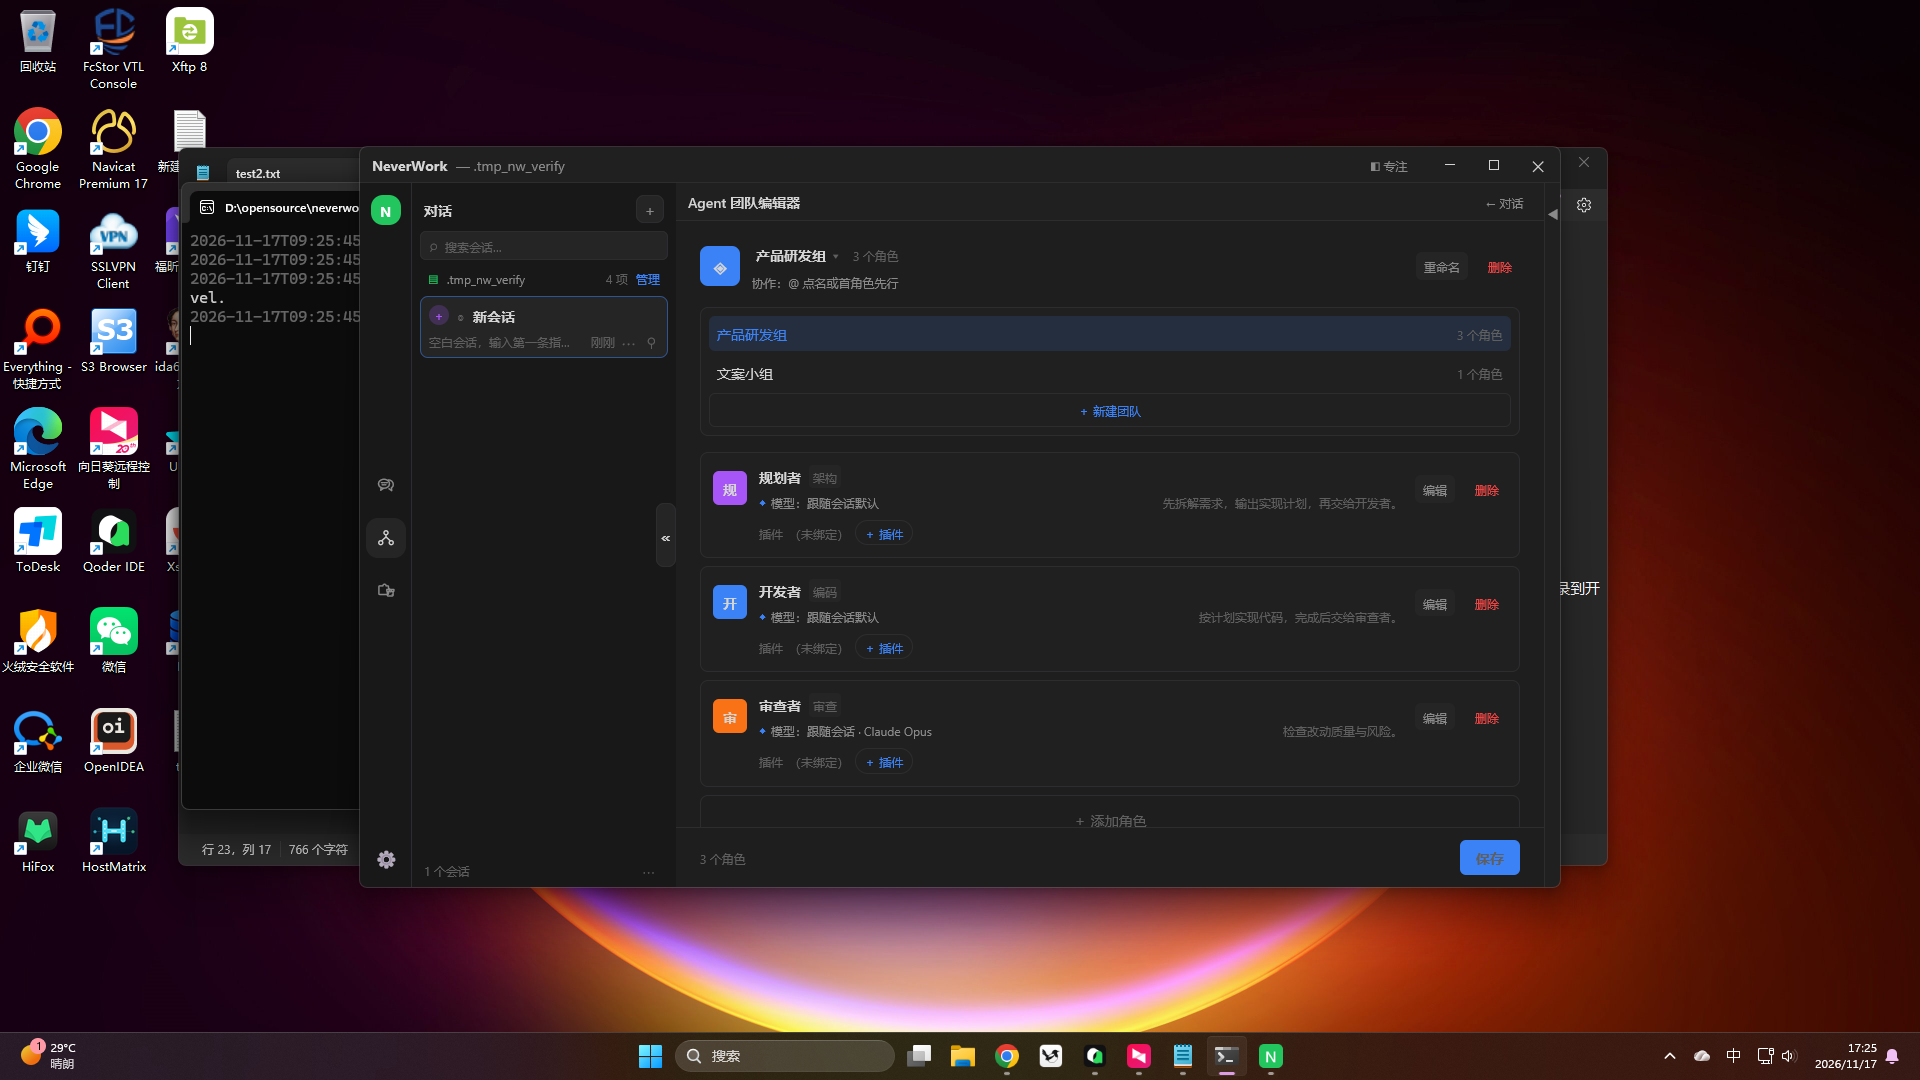 回收站
FcStor VTL
Console
Xftp 8
Google
Chrome
Navicat
Premium 17
新建
钉钉
SSLVPN
Client
福昕
Everything -
快捷方式
S3 Browser
ida6
Microsoft
Edge
向日葵远程控
制
U
ToDesk
Qoder IDE
Xs
火绒安全软件
微信
企业微信
OpenIDEA
HiFox
HostMatrix
test2.txt
D:\opensource\neverwo
2026-11-17T09:25:45
2026-11-17T09:25:45
2026-11-17T09:25:45
vel.
2026-11-17T09:25:45
行 23，列 17
766 个字符
NeverWork — .tmp_nw_verify
专注
N
对话
+
搜索会话...
.tmp_nw_verify
4 项
管理
+
新会话
空白会话，输入第一条指...
刚刚
...
1 个会话
...
«
Agent 团队编辑器
← 对话
产品研发组
3 个角色
协作：@ 点名或首角色先行
重命名
删除
产品研发组
3 个角色
文案小组
1 个角色
+ 新建团队
规
规划者
架构
模型：跟随会话默认
先拆解需求，输出实现计划，再交给开发者。
编辑
删除
插件
（未绑定）
+ 插件
开
开发者
编码
模型：跟随会话默认
按计划实现代码，完成后交给审查者。
编辑
删除
插件
（未绑定）
+ 插件
审
审查者
审查
模型：跟随会话 · Claude Opus
检查改动质量与风险。
编辑
删除
插件
（未绑定）
+ 插件
+ 添加角色
3 个角色
保存
到开
1
29°C
晴朗
搜索
N
中
17:25
2026/11/17